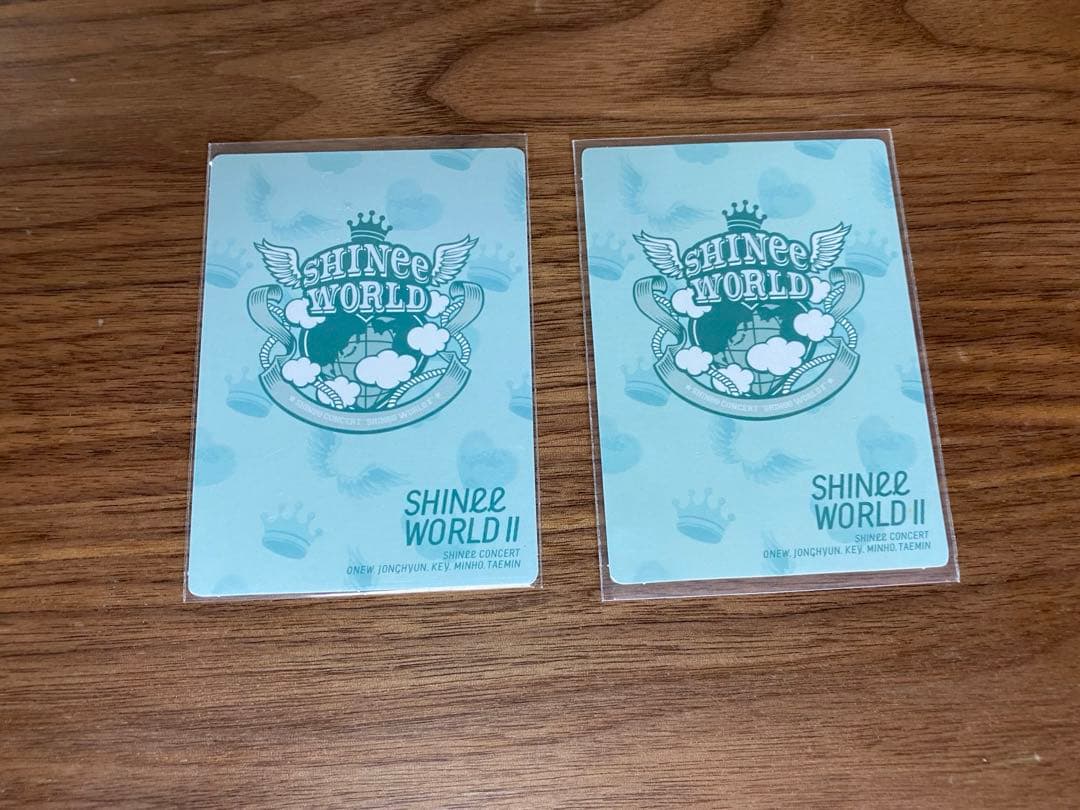 SHINee
WORLD
★ SHINee CONCERT "SHINee WORLD Ⅱ" ★
SHINee
WORLD II
SHINee CONCERT
ONEW. JONGHYUN. KEY. MINHO. TAEMIN
SHINee
WORLD
★ SHINee CONCERT "SHINee WORLD Ⅱ" ★
SHINee
WORLD II
SHINee CONCERT
ONEW. JONGHYUN. KEY. MINHO. TAEMIN